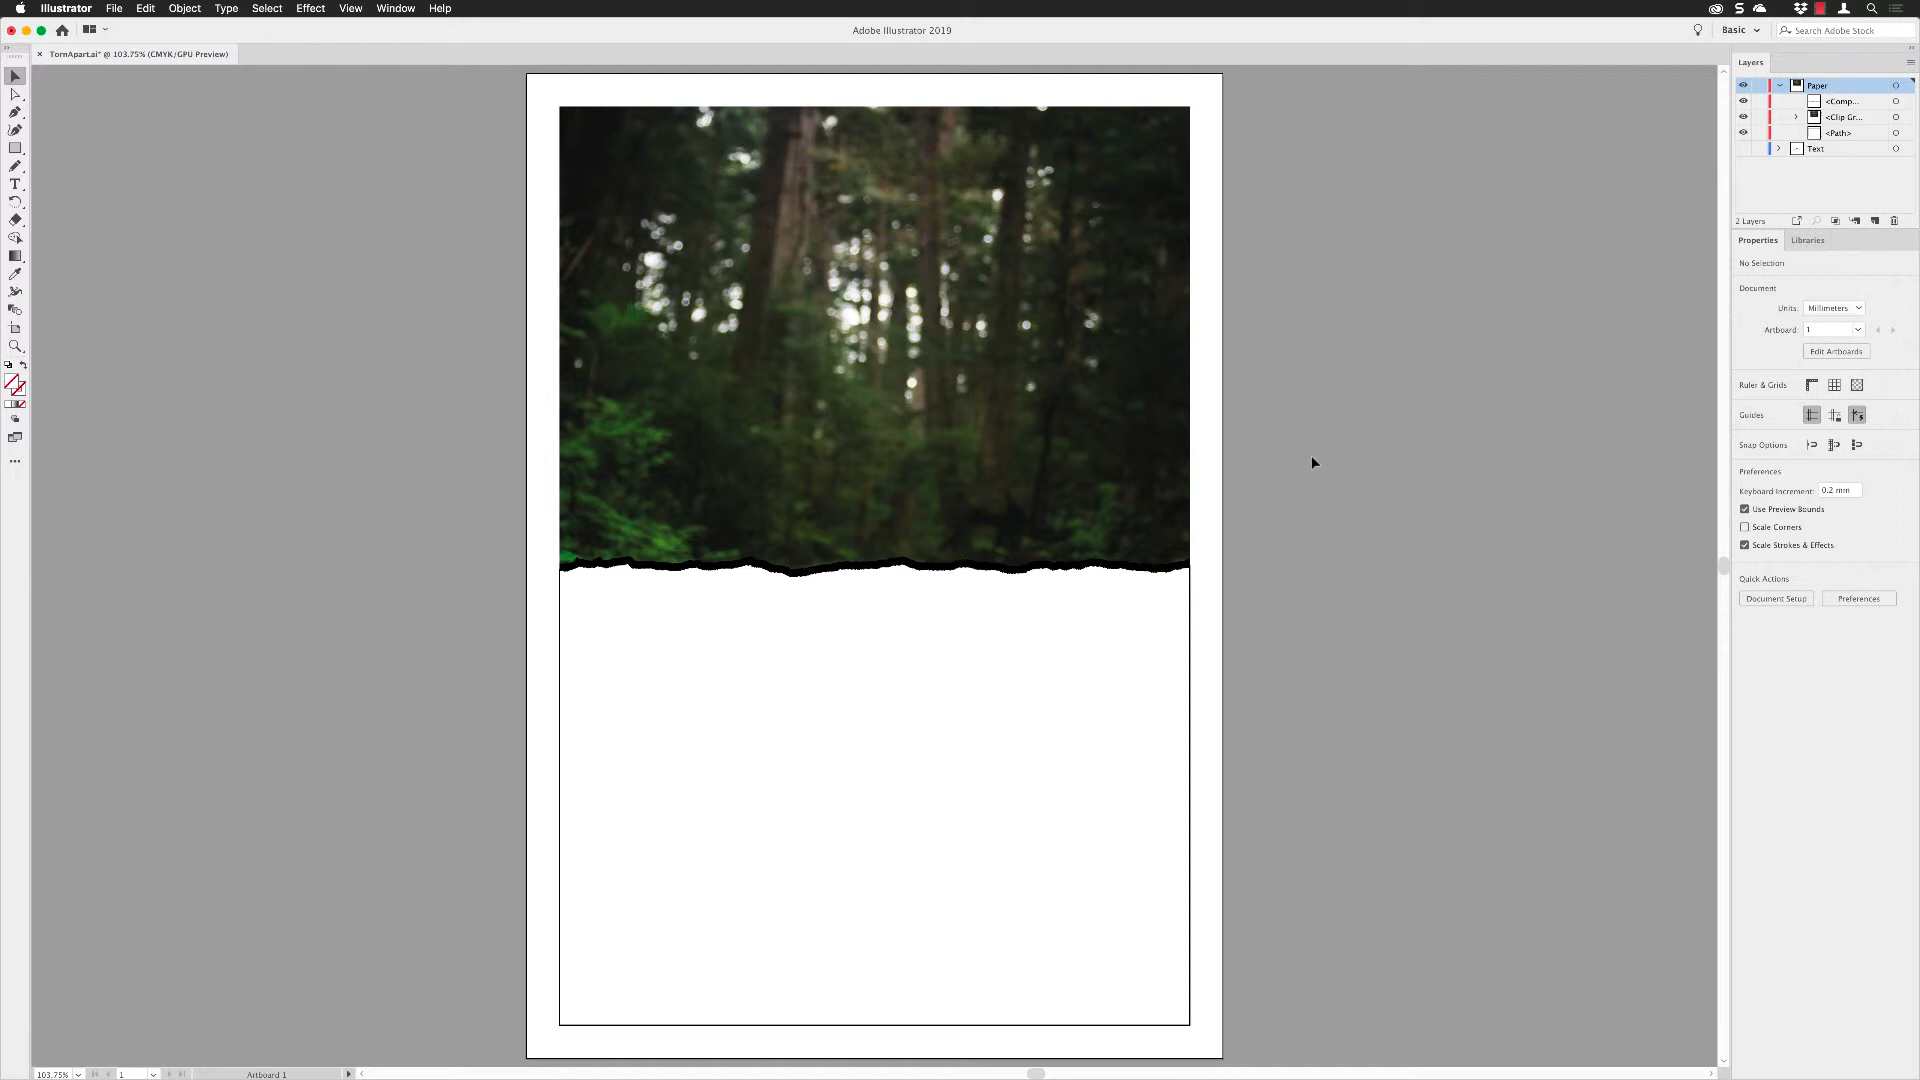 Illustrator File Edit Object Type Select Effect View Window Help
Adobe Illustrator 2019
Basic
Search Adobe Stock
TornApart.ai* @ 103.75% (CMYK/GPU Preview)
Layers
Paper
<Comp...
<Clip Gr...
<Path>
Text
2 Layers
Properties Libraries
No Selection
Document
Units: Millimeters
Artboard: 1
Edit Artboards
Ruler & Grids
Guides
Snap Options
Preferences
Keyboard Increment: 0.2 mm
Use Preview Bounds
Scale Corners
Scale Strokes & Effects
Quick Actions
Document Setup Preferences
103.75% 1 Artboard 1